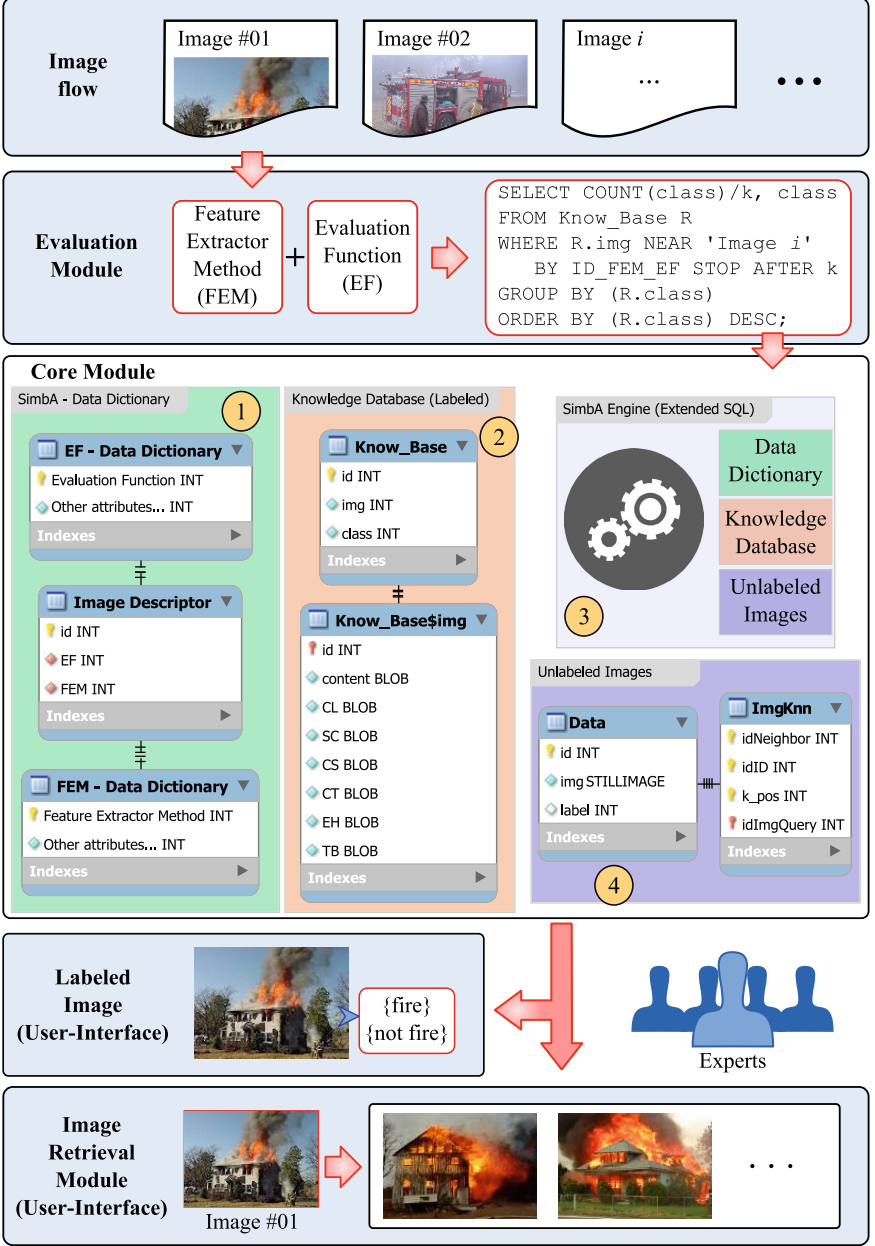 Image
flow
Image #01
Image #02
Image i
...
• • •
Evaluation
Module
Feature
Extractor
Method
(FEM)
+
Evaluation
Function
(EF)
SELECT COUNT(class)/k, class
FROM Know_Base R
WHERE R.img NEAR 'Image i'
BY ID_FEM_EF STOP AFTER k
GROUP BY (R.class)
ORDER BY (R.class) DESC;
Core Module
SimbA - Data Dictionary
1
EF - Data Dictionary
Evaluation Function INT
Other attributes... INT
Indexes
Image Descriptor
id INT
EF INT
FEM INT
Indexes
FEM - Data Dictionary
Feature Extractor Method INT
Other attributes... INT
Indexes
Knowledge Database (Labeled)
2
Know_Base
id INT
img INT
class INT
Indexes
Know_Base$img
id INT
content BLOB
CL BLOB
SC BLOB
CS BLOB
CT BLOB
EH BLOB
TB BLOB
Indexes
SimbA Engine (Extended SQL)
3
Data
Dictionary
Knowledge
Database
Unlabeled
Images
Unlabeled Images
Data
id INT
img STILLIMAGE
label INT
Indexes
4
ImgKnn
idNeighbor INT
idID INT
k_pos INT
idImgQuery INT
Indexes
Labeled
Image
(User-Interface)
{fire}
{not fire}
Experts
Image
Retrieval
Module
(User-Interface)
Image #01
. . .